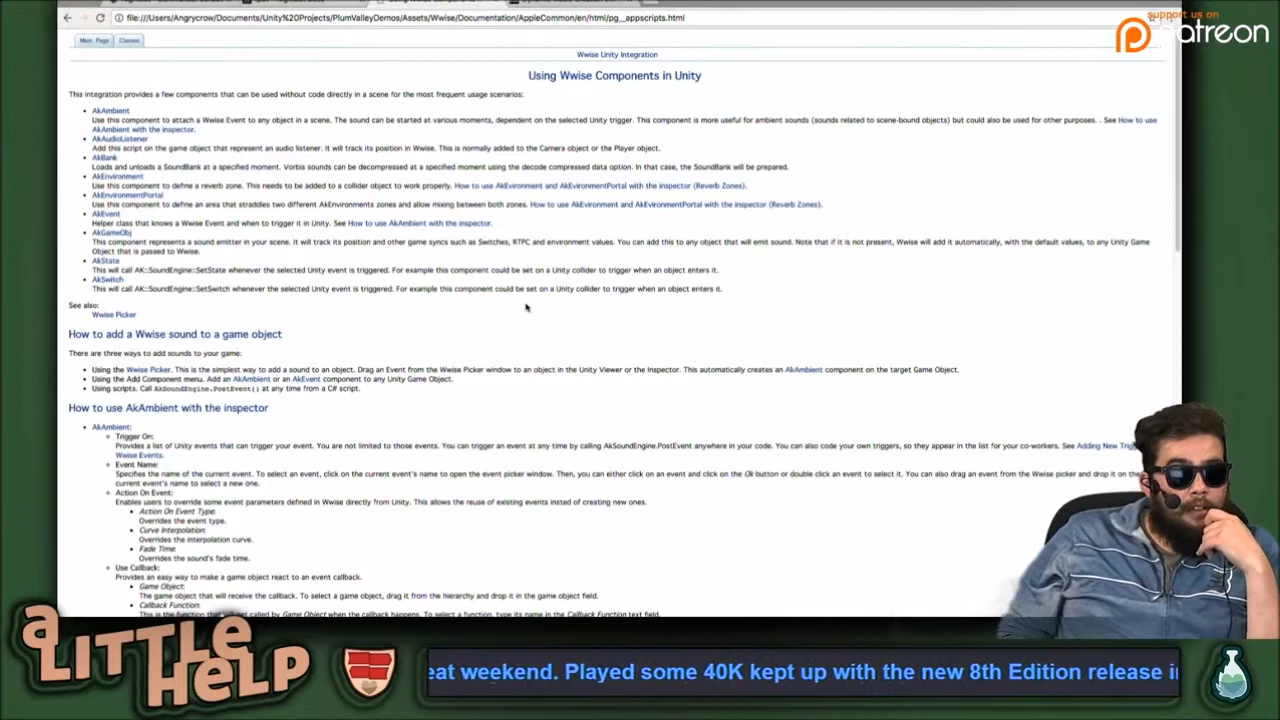 support us on
Patreon
file:///Users/Angrycrow/Documents/Unity%20Projects/PlumValleyDemos/Assets/Wwise/Documentation/AppleCommon/en/html/pg__appscripts.html
Main Page Classes
Wwise Unity Integration
Using Wwise Components in Unity
This integration provides a few components that can be used without code directly in a scene for the most frequent usage scenarios:
• AkAmbient
Use this component to attach a Wwise Event to any object in a scene. The sound can be started at various moments, dependent on the selected Unity trigger. This component is more useful for ambient sounds (sounds related to scene-bound objects) but could also be used for other purposes. . See How to use
AkAmbient with the inspector.
• AkAudioListener
Add this script on the game object that represent an audio listener. It will track its position in Wwise. This is normally added to the Camera object or the Player object.
• AkBank
Loads and unloads a SoundBank at a specified moment. Vorbis sounds can be decompressed at a specified moment using the decode compressed data option. In that case, the SoundBank will be prepared.
• AkEnvironment
Use this component to define a reverb zone. This needs to be added to a collider object to work properly. How to use AkEvironment and AkEvironmentPortal with the inspector (Reverb Zones).
• AkEnvironmentPortal
Use this component to define an area that straddles two different AkEnvironments zones and allow mixing between both zones. How to use AkEvironment and AkEvironmentPortal with the inspector (Reverb Zones).
• AkEvent
Helper class that knows a Wwise Event and when to trigger it in Unity. See How to use AkAmbient with the inspector.
• AkGameObj
This component represents a sound emitter in your scene. It will track its position and other game syncs such as Switches, RTPC and environment values. You can add this to any object that will emit sound. Note that if it is not present, Wwise will add it automatically, with the default values, to any Unity Game
Object that is passed to Wwise.
• AkState
This will call AK::SoundEngine::SetState whenever the selected Unity event is triggered. For example this component could be set on a Unity collider to trigger when an object enters it.
• AkSwitch
This will call AK::SoundEngine::SetSwitch whenever the selected Unity event is triggered. For example this component could be set on a Unity collider to trigger when an object enters it.
See also:
Wwise Picker
How to add a Wwise sound to a game object
There are three ways to add sounds to your game:
• Using the Wwise Picker. This is the simplest way to add a sound to an object. Drag an Event from the Wwise Picker window to an object in the Unity Viewer or the Inspector. This automatically creates an AkAmbient component on the target Game Object.
• Using the Add Component menu. Add an AkAmbient or an AkEvent component to any Unity Game Object.
• Using scripts. Call AkSoundEngine.PostEvent() at any time from a C# script.
How to use AkAmbient with the inspector
• AkAmbient:
Trigger On:
Provides a list of Unity events that can trigger your event. You are not limited to those events. You can trigger an event at any time by calling AkSoundEngine.PostEvent anywhere in your code. You can also code your own triggers, so they appear in the list for your co-workers. See Adding New Trig
Wwise Events.
Event Name:
Specifies the name of the current event. To select an event, click on the current event's name to open the event picker window. Then, you can either click on an event and click on the Ok button or double click an event to select it. You can also drag an event from the Wwise picker and drop it on the
current event's name to select a new one.
Action On Event:
Enables users to override some event parameters defined in Wwise directly from Unity. This allows the reuse of existing events insted of creating new ones.
• Action On Event Type:
Overrides the event type.
• Curve Interpolation:
Overrides the interpolation curve.
• Fade Time:
Overrides the sound's fade time.
Use Callback:
Provides an easy way to make a game object react to an event callback.
• Game Object:
The game object that will receive the callback. To select a game object, drag it from the hierarchy and drop it in the game object field.
• Callback Function:
This is the function that will get called by Game Object when the callback happens. To select a function, type its name in the Callback Function text field.
a LITTLE HELP
eat weekend. Played some 40K kept up with the new 8th Edition release i